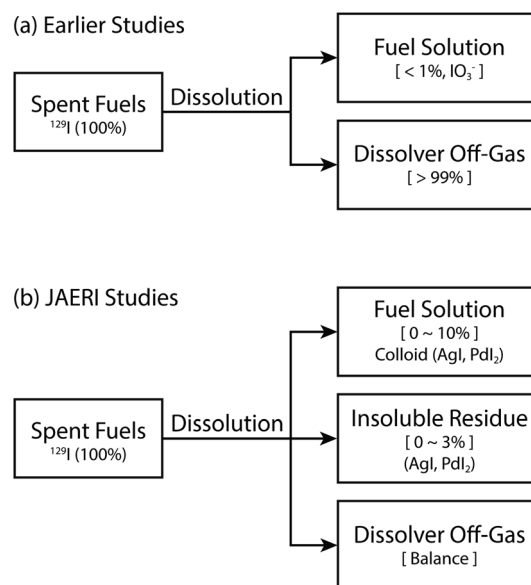 (a) Earlier Studies
Spent Fuels
¹²⁹I (100%)
Dissolution
Fuel Solution
[ < 1%, IO₃⁻ ]
Dissolver Off-Gas
[ > 99% ]
(b) JAERI Studies
Spent Fuels
¹²⁹I (100%)
Dissolution
Fuel Solution
[ 0 ~ 10% ]
Colloid (AgI, PdI₂)
Insoluble Residue
[ 0 ~ 3% ]
(AgI, PdI₂)
Dissolver Off-Gas
[ Balance ]